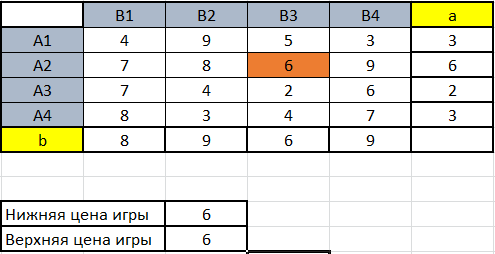 B1 B2 B3 B4 a
A1 4 9 5 3 3
A2 7 8 6 9 6
A3 7 4 2 6 2
A4 8 3 4 7 3
b 8 9 6 9
Нижняя цена игры 6
Верхняя цена игры 6